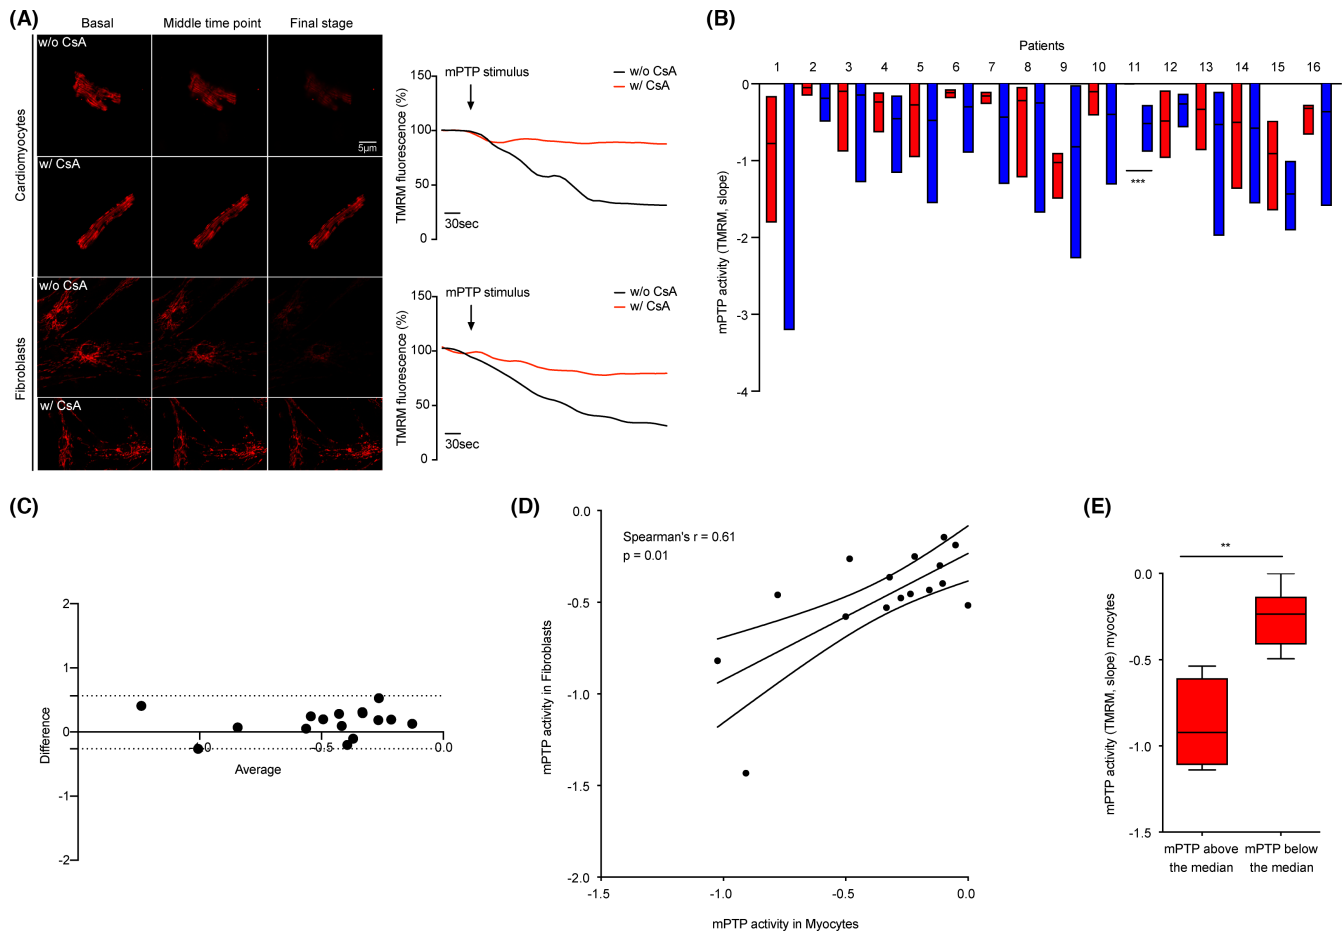 (A)
Basal
Middle time point
Final stage
Cardiomyocytes
w/o CsA
5μm
w/ CsA
Fibroblasts
w/o CsA
w/ CsA
150
100
50
0
TMRM fluorescence (%)
mPTP stimulus
w/o CsA
w/ CsA
30sec
150
100
50
0
TMRM fluorescence (%)
mPTP stimulus
w/o CsA
w/ CsA
30sec
(B)
Patients
1 2 3 4 5 6 7 8 9 10 11 12 13 14 15 16
0
-1
-2
-3
-4
mPTP activity (TMRM, slope)
***
(C)
2
1
0
-1
-2
Difference
-0.5
0.0
Average
(D)
0.0
-0.5
-1.0
-1.5
-2.0
mPTP activity in Fibroblasts
Spearman's r = 0.61
p = 0.01
-1.5 -1.0 -0.5 0.0
mPTP activity in Myocytes
(E)
**
0.0
-0.5
-1.0
-1.5
mPTP activity (TMRM, slope) myocytes
mPTP above
the median
mPTP below
the median